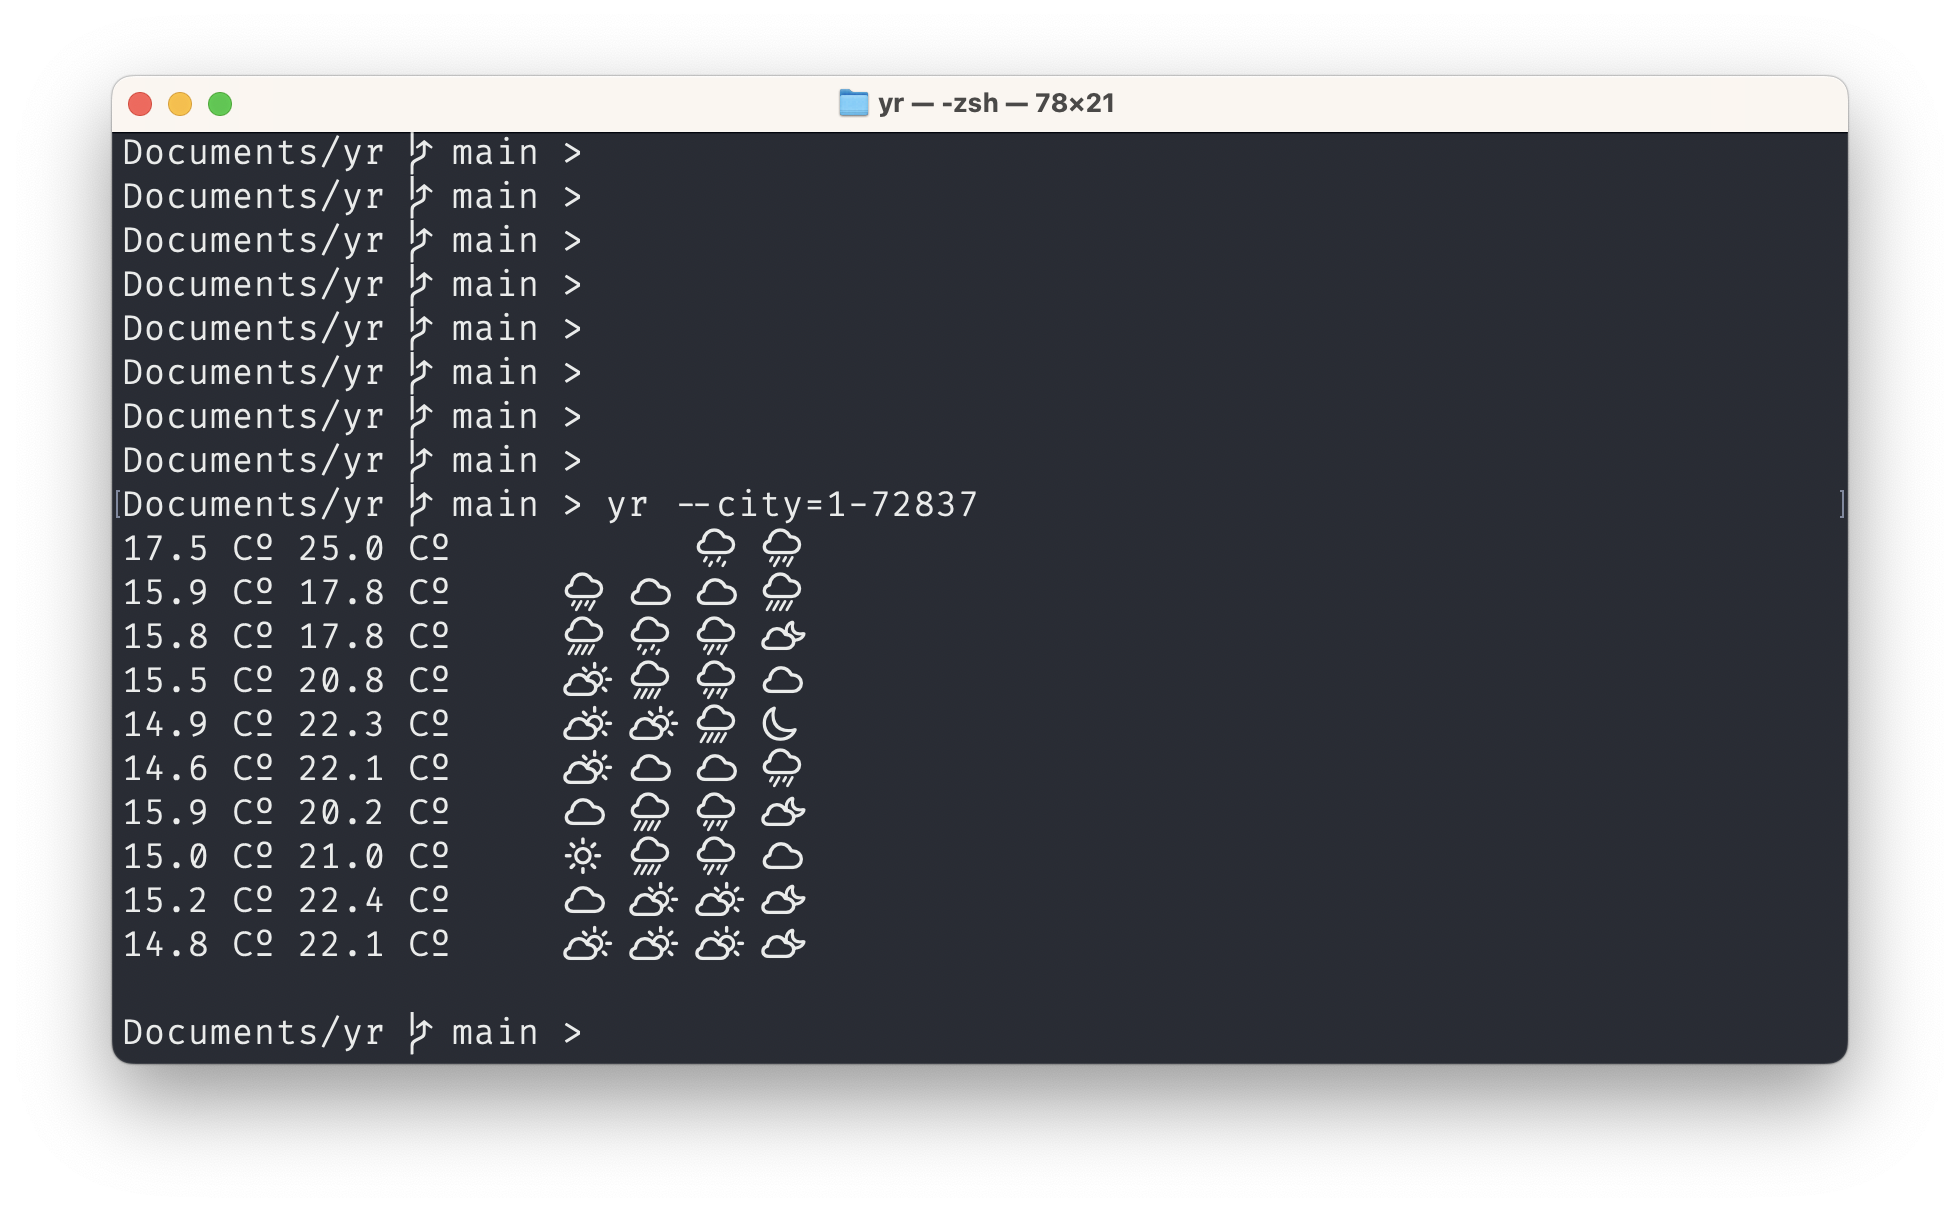 yr — -zsh — 78×21
Documents/yr main >
Documents/yr main >
Documents/yr main >
Documents/yr main >
Documents/yr main >
Documents/yr main >
Documents/yr main >
Documents/yr main >
[Documents/yr main > yr --city=1-72837 ]
17.5 Cº 25.0 Cº
15.9 Cº 17.8 Cº
15.8 Cº 17.8 Cº
15.5 Cº 20.8 Cº
14.9 Cº 22.3 Cº
14.6 Cº 22.1 Cº
15.9 Cº 20.2 Cº
15.0 Cº 21.0 Cº
15.2 Cº 22.4 Cº
14.8 Cº 22.1 Cº
Documents/yr main >